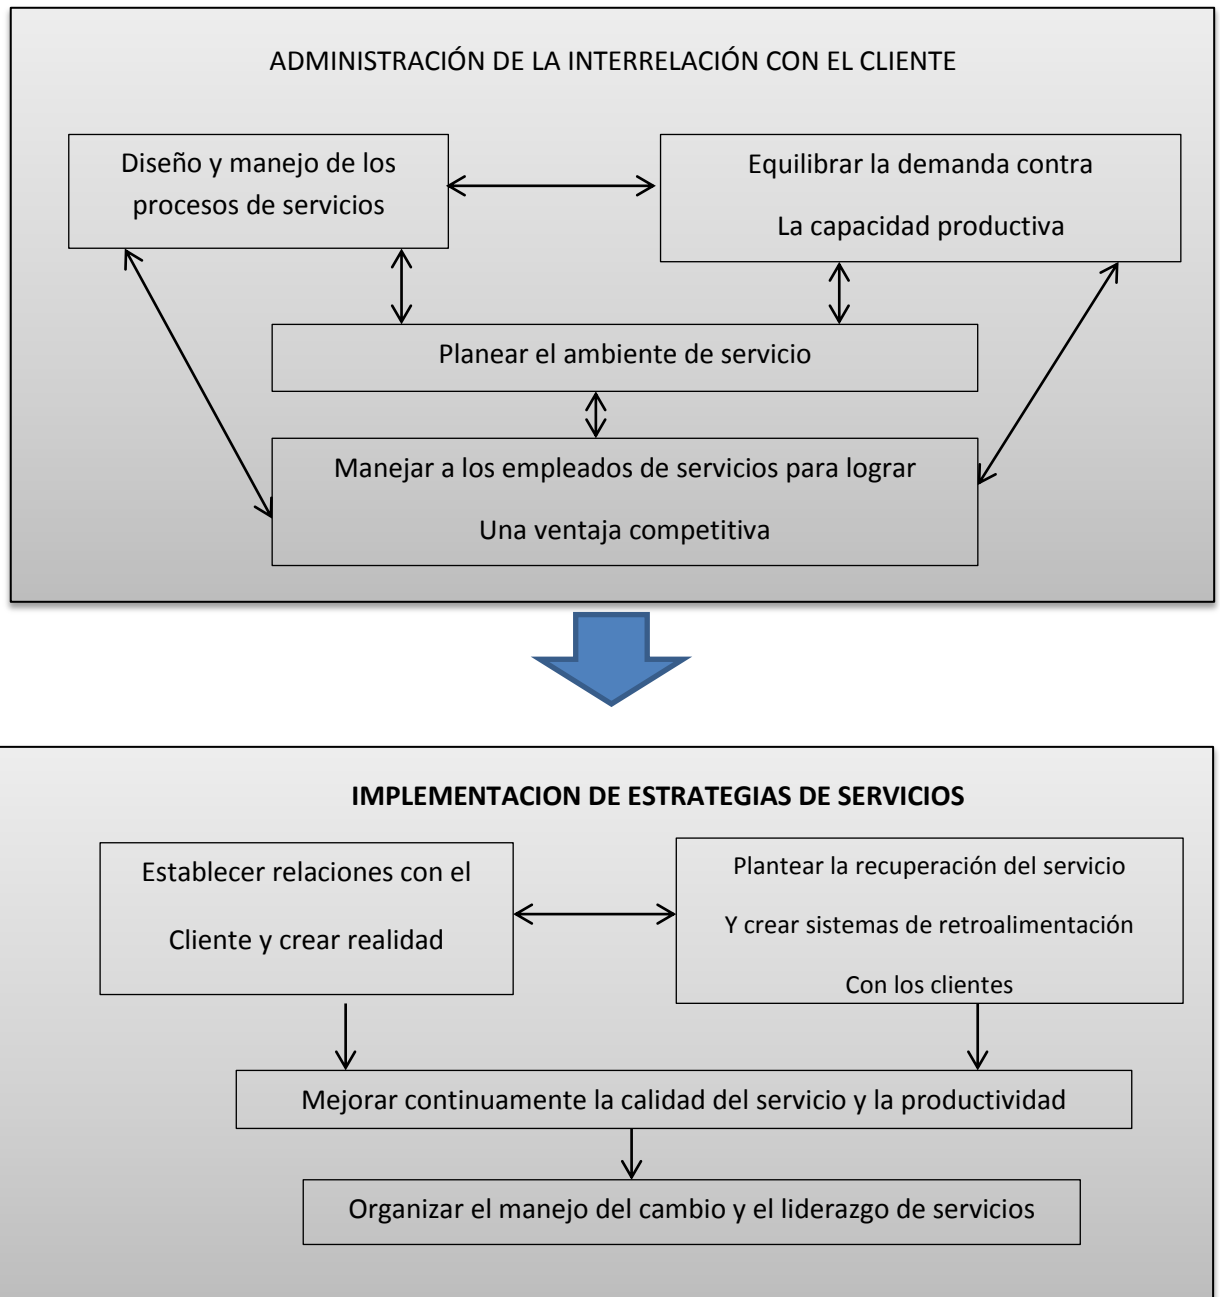 ADMINISTRACIÓN DE LA INTERRELACIÓN CON EL CLIENTE
Diseño y manejo de los
procesos de servicios
Equilibrar la demanda contra
La capacidad productiva
Planear el ambiente de servicio
Manejar a los empleados de servicios para lograr
Una ventaja competitiva
IMPLEMENTACION DE ESTRATEGIAS DE SERVICIOS
Establecer relaciones con el
Cliente y crear realidad
Plantear la recuperación del servicio
Y crear sistemas de retroalimentación
Con los clientes
Mejorar continuamente la calidad del servicio y la productividad
Organizar el manejo del cambio y el liderazgo de servicios